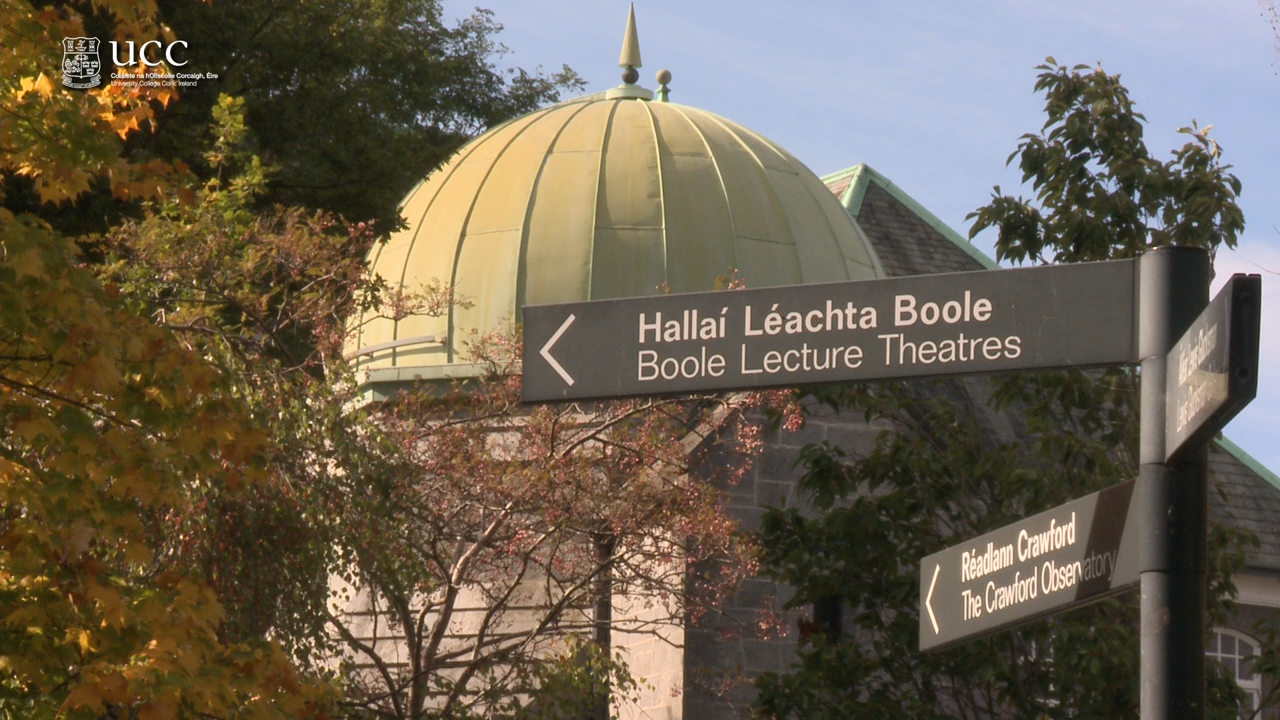 UCC
Coláiste na hOllscoile Corcaigh, Éire
University College Cork, Ireland
Hallaí Léachta Boole
Boole Lecture Theatres
Réadlann Crawford
The Crawford Observatory